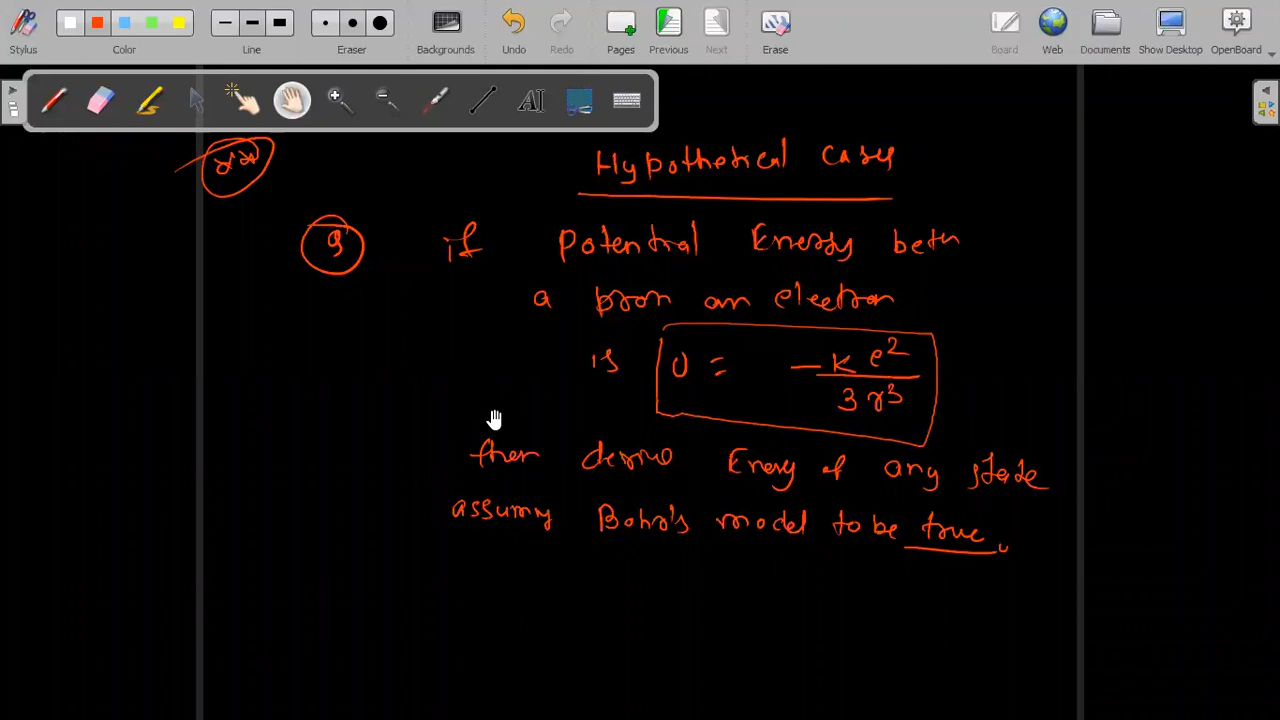 Stylus Color Line Eraser Backgrounds Undo Redo Pages Previous Next Erase Board Web Documents Show Desktop OpenBoard
Hypothetical Cases
if Potential Energy betn
a proton an electron
is U = -Ke²/3r³
then derive Energy of any state
assuming Bohr's model to be true.